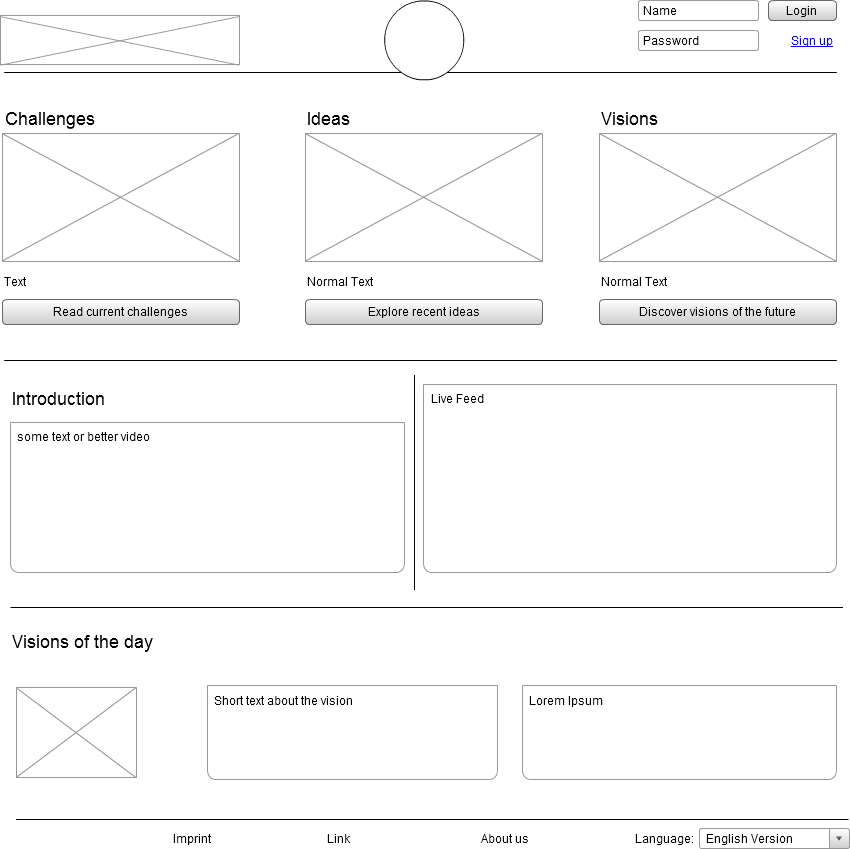 Name
Login
Password
Sign up
Challenges
Ideas
Visions
Text
Normal Text
Normal Text
Read current challenges
Explore recent ideas
Discover visions of the future
Introduction
some text or better video
Live Feed
Visions of the day
Short text about the vision
Lorem Ipsum
Imprint
Link
About us
Language:
English Version